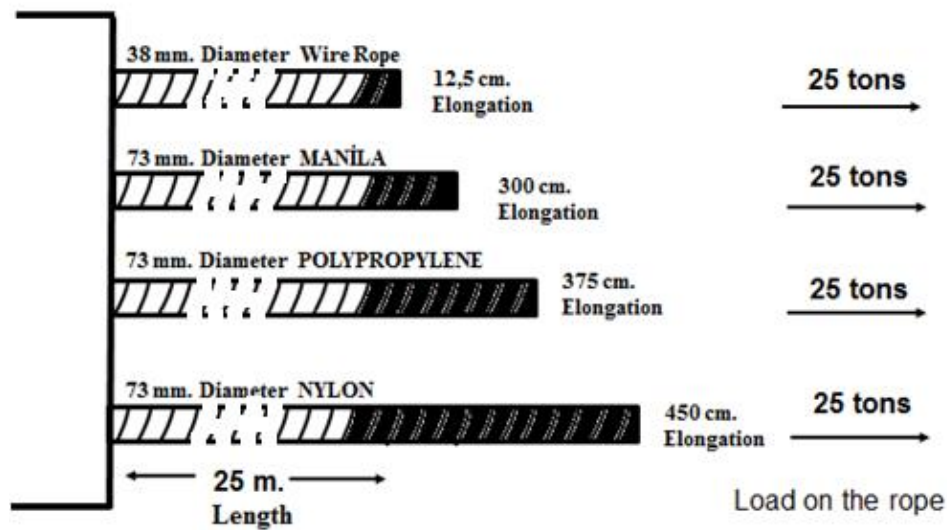 38 mm. Diameter Wire Rope
12,5 cm.
Elongation
25 tons
73 mm. Diameter MANİLA
300 cm.
Elongation
25 tons
73 mm. Diameter POLYPROPYLENE
375 cm.
Elongation
25 tons
73 mm. Diameter NYLON
450 cm.
Elongation
25 tons
25 m.
Length
Load on the rope